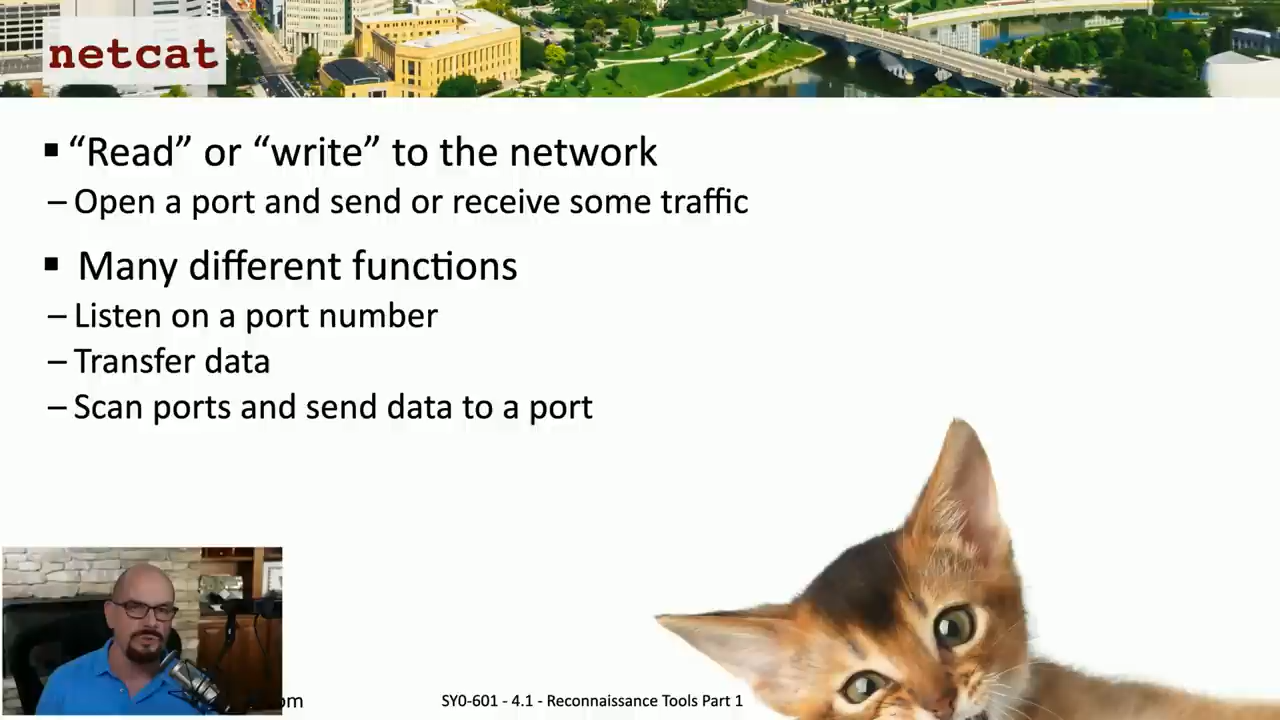 netcat
▪ “Read” or “write” to the network
– Open a port and send or receive some traffic
▪ Many different functions
– Listen on a port number
– Transfer data
– Scan ports and send data to a port
om
SY0-601 - 4.1 - Reconnaissance Tools Part 1